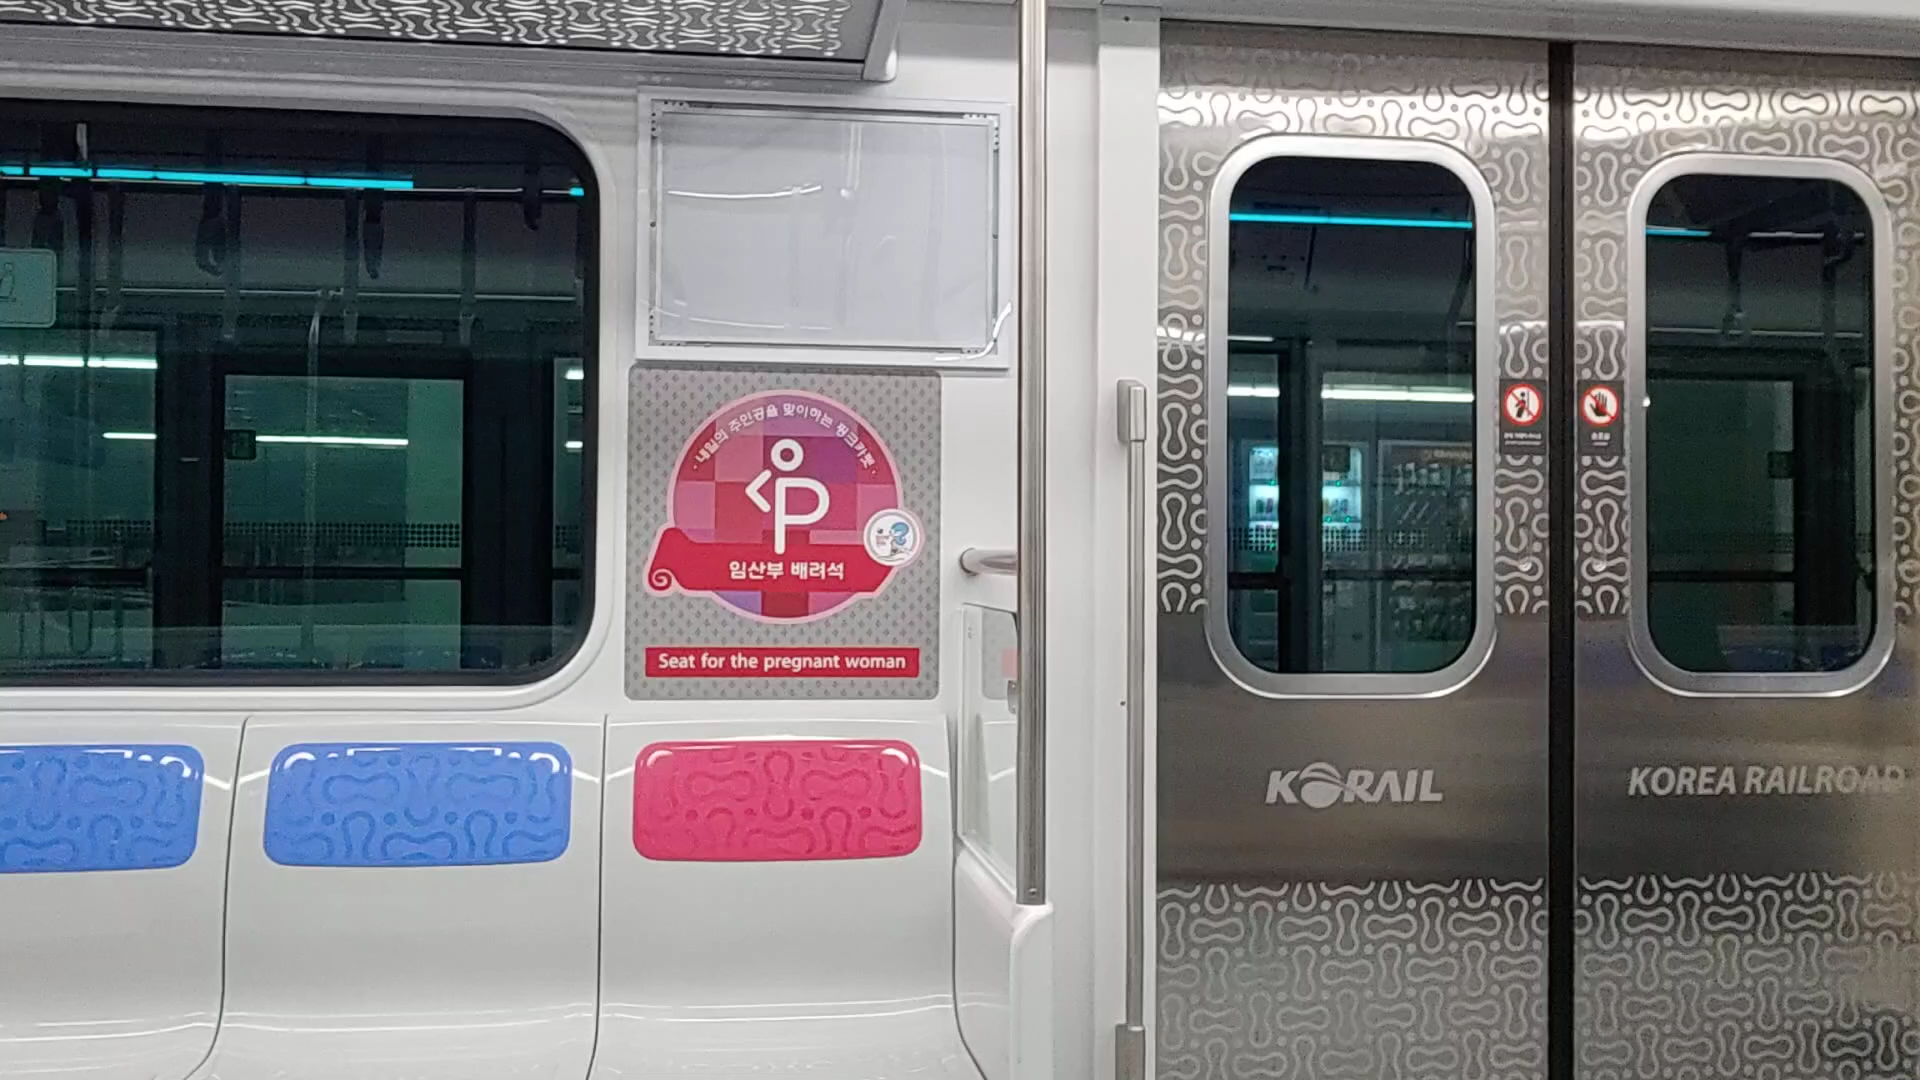 · 내일의 주인공을 맞이하는 핑크카펫 ·
임산부 배려석
Seat for the pregnant woman
KORAIL
KOREA RAILROAD